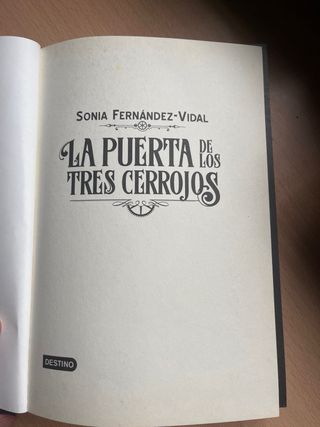 SONIA FERNÁNDEZ-VIDAL
LA PUERTA DE LOS
TRES CERROJOS
DESTINO